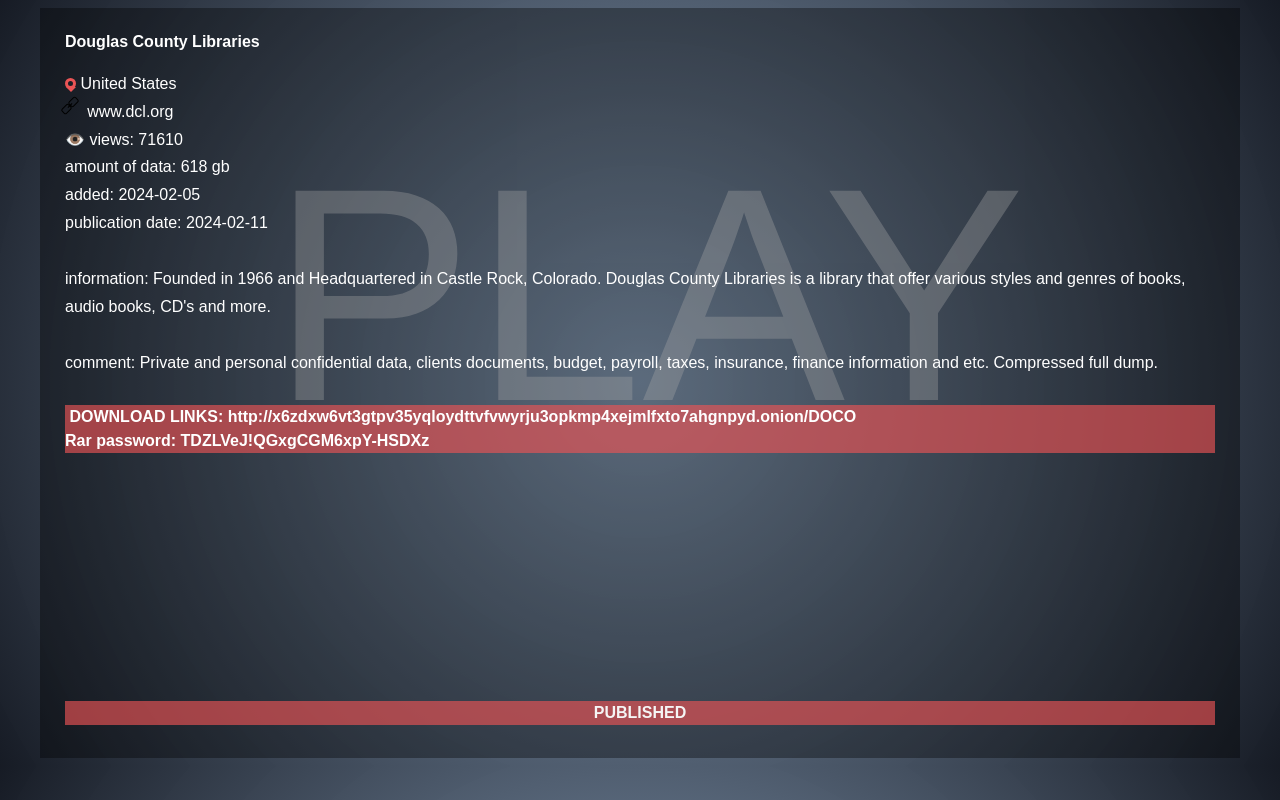 Douglas County Libraries
United States
www.dcl.org
views: 71610
amount of data: 618 gb
added: 2024-02-05
publication date: 2024-02-11
PLAY
information: Founded in 1966 and Headquartered in Castle Rock, Colorado. Douglas County Libraries is a library that offer various styles and genres of books,
audio books, CD's and more.
comment: Private and personal confidential data, clients documents, budget, payroll, taxes, insurance, finance information and etc. Compressed full dump.
DOWNLOAD LINKS: http://x6zdxw6vt3gtpv35yqloydttvfvwyrju3opkmp4xejmlfxto7ahgnpyd.onion/DOCO
Rar password: TDZLVeJ!QGxgCGM6xpY-HSDXz
PUBLISHED